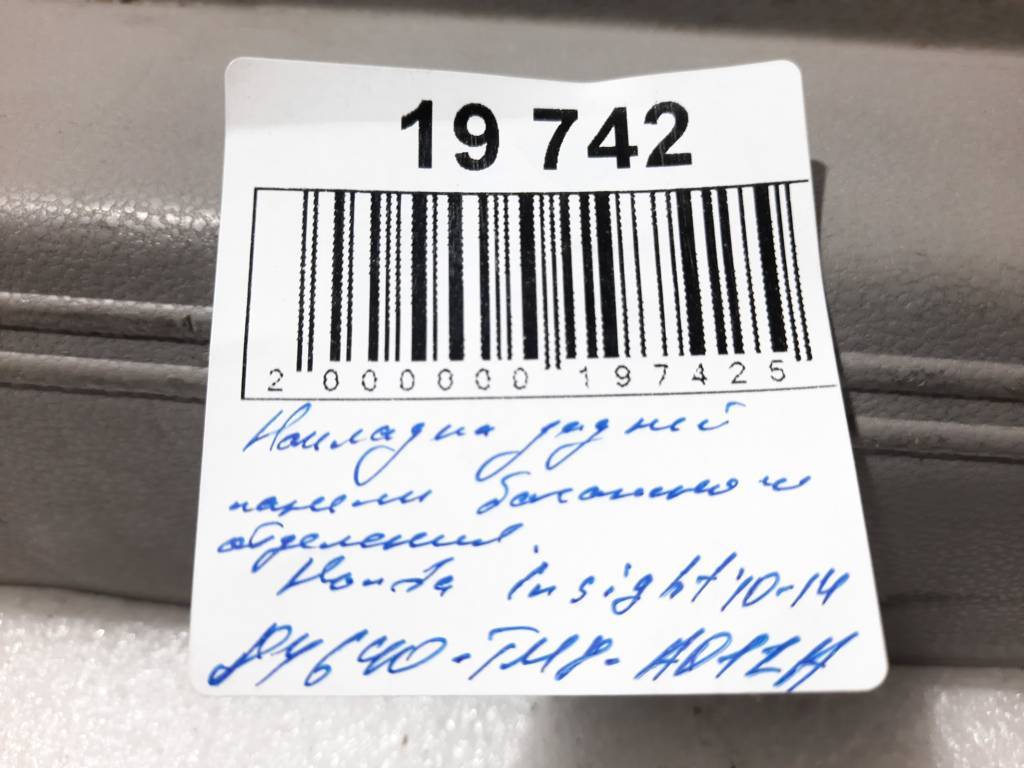 19 742
2 000000 197425
Накладка задней
панели багажного
отделения.
Honda insight '10-14
84640-TM8-A01ZA